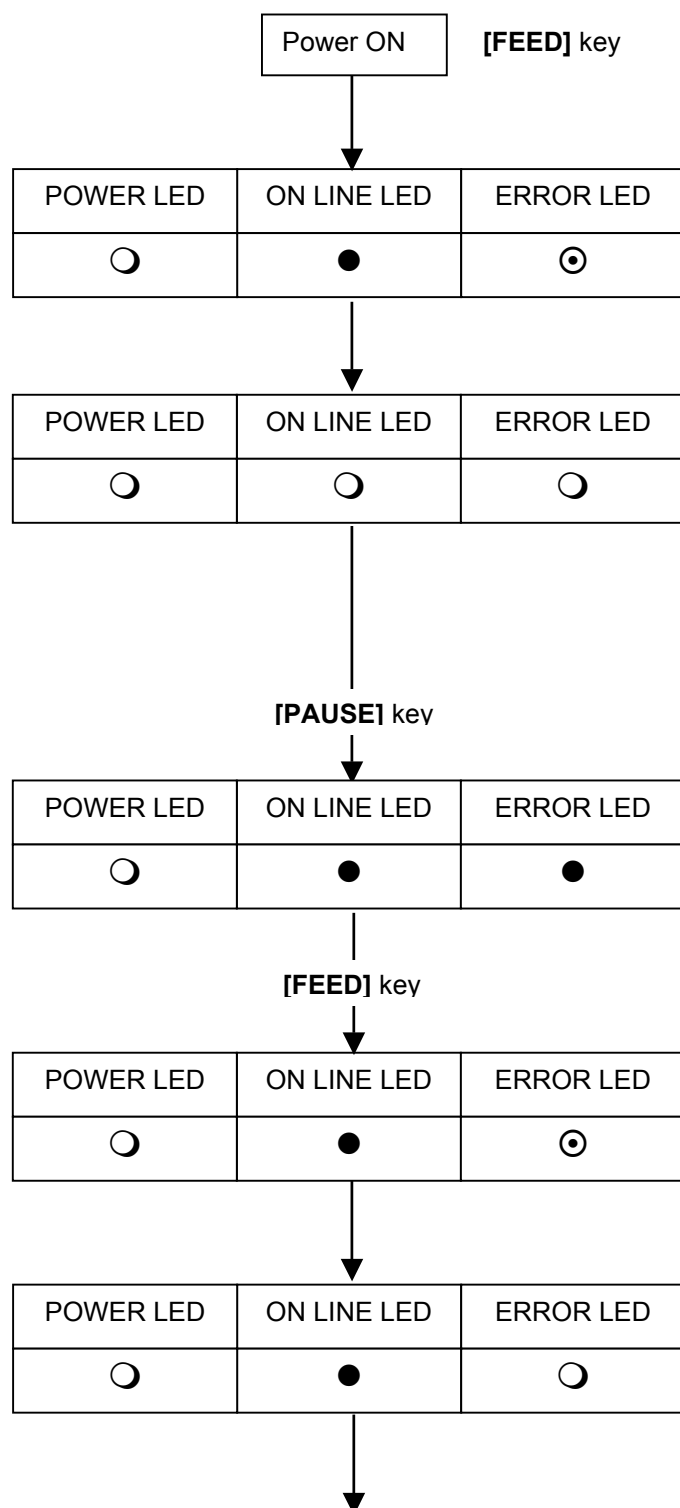 Power ON [FEED] key
POWER LED ON LINE LED ERROR LED
❍ ● ⊙
POWER LED ON LINE LED ERROR LED
❍ ❍ ❍
[PAUSE] key
POWER LED ON LINE LED ERROR LED
❍ ● ●
[FEED] key
POWER LED ON LINE LED ERROR LED
❍ ● ⊙
POWER LED ON LINE LED ERROR LED
❍ ● ❍